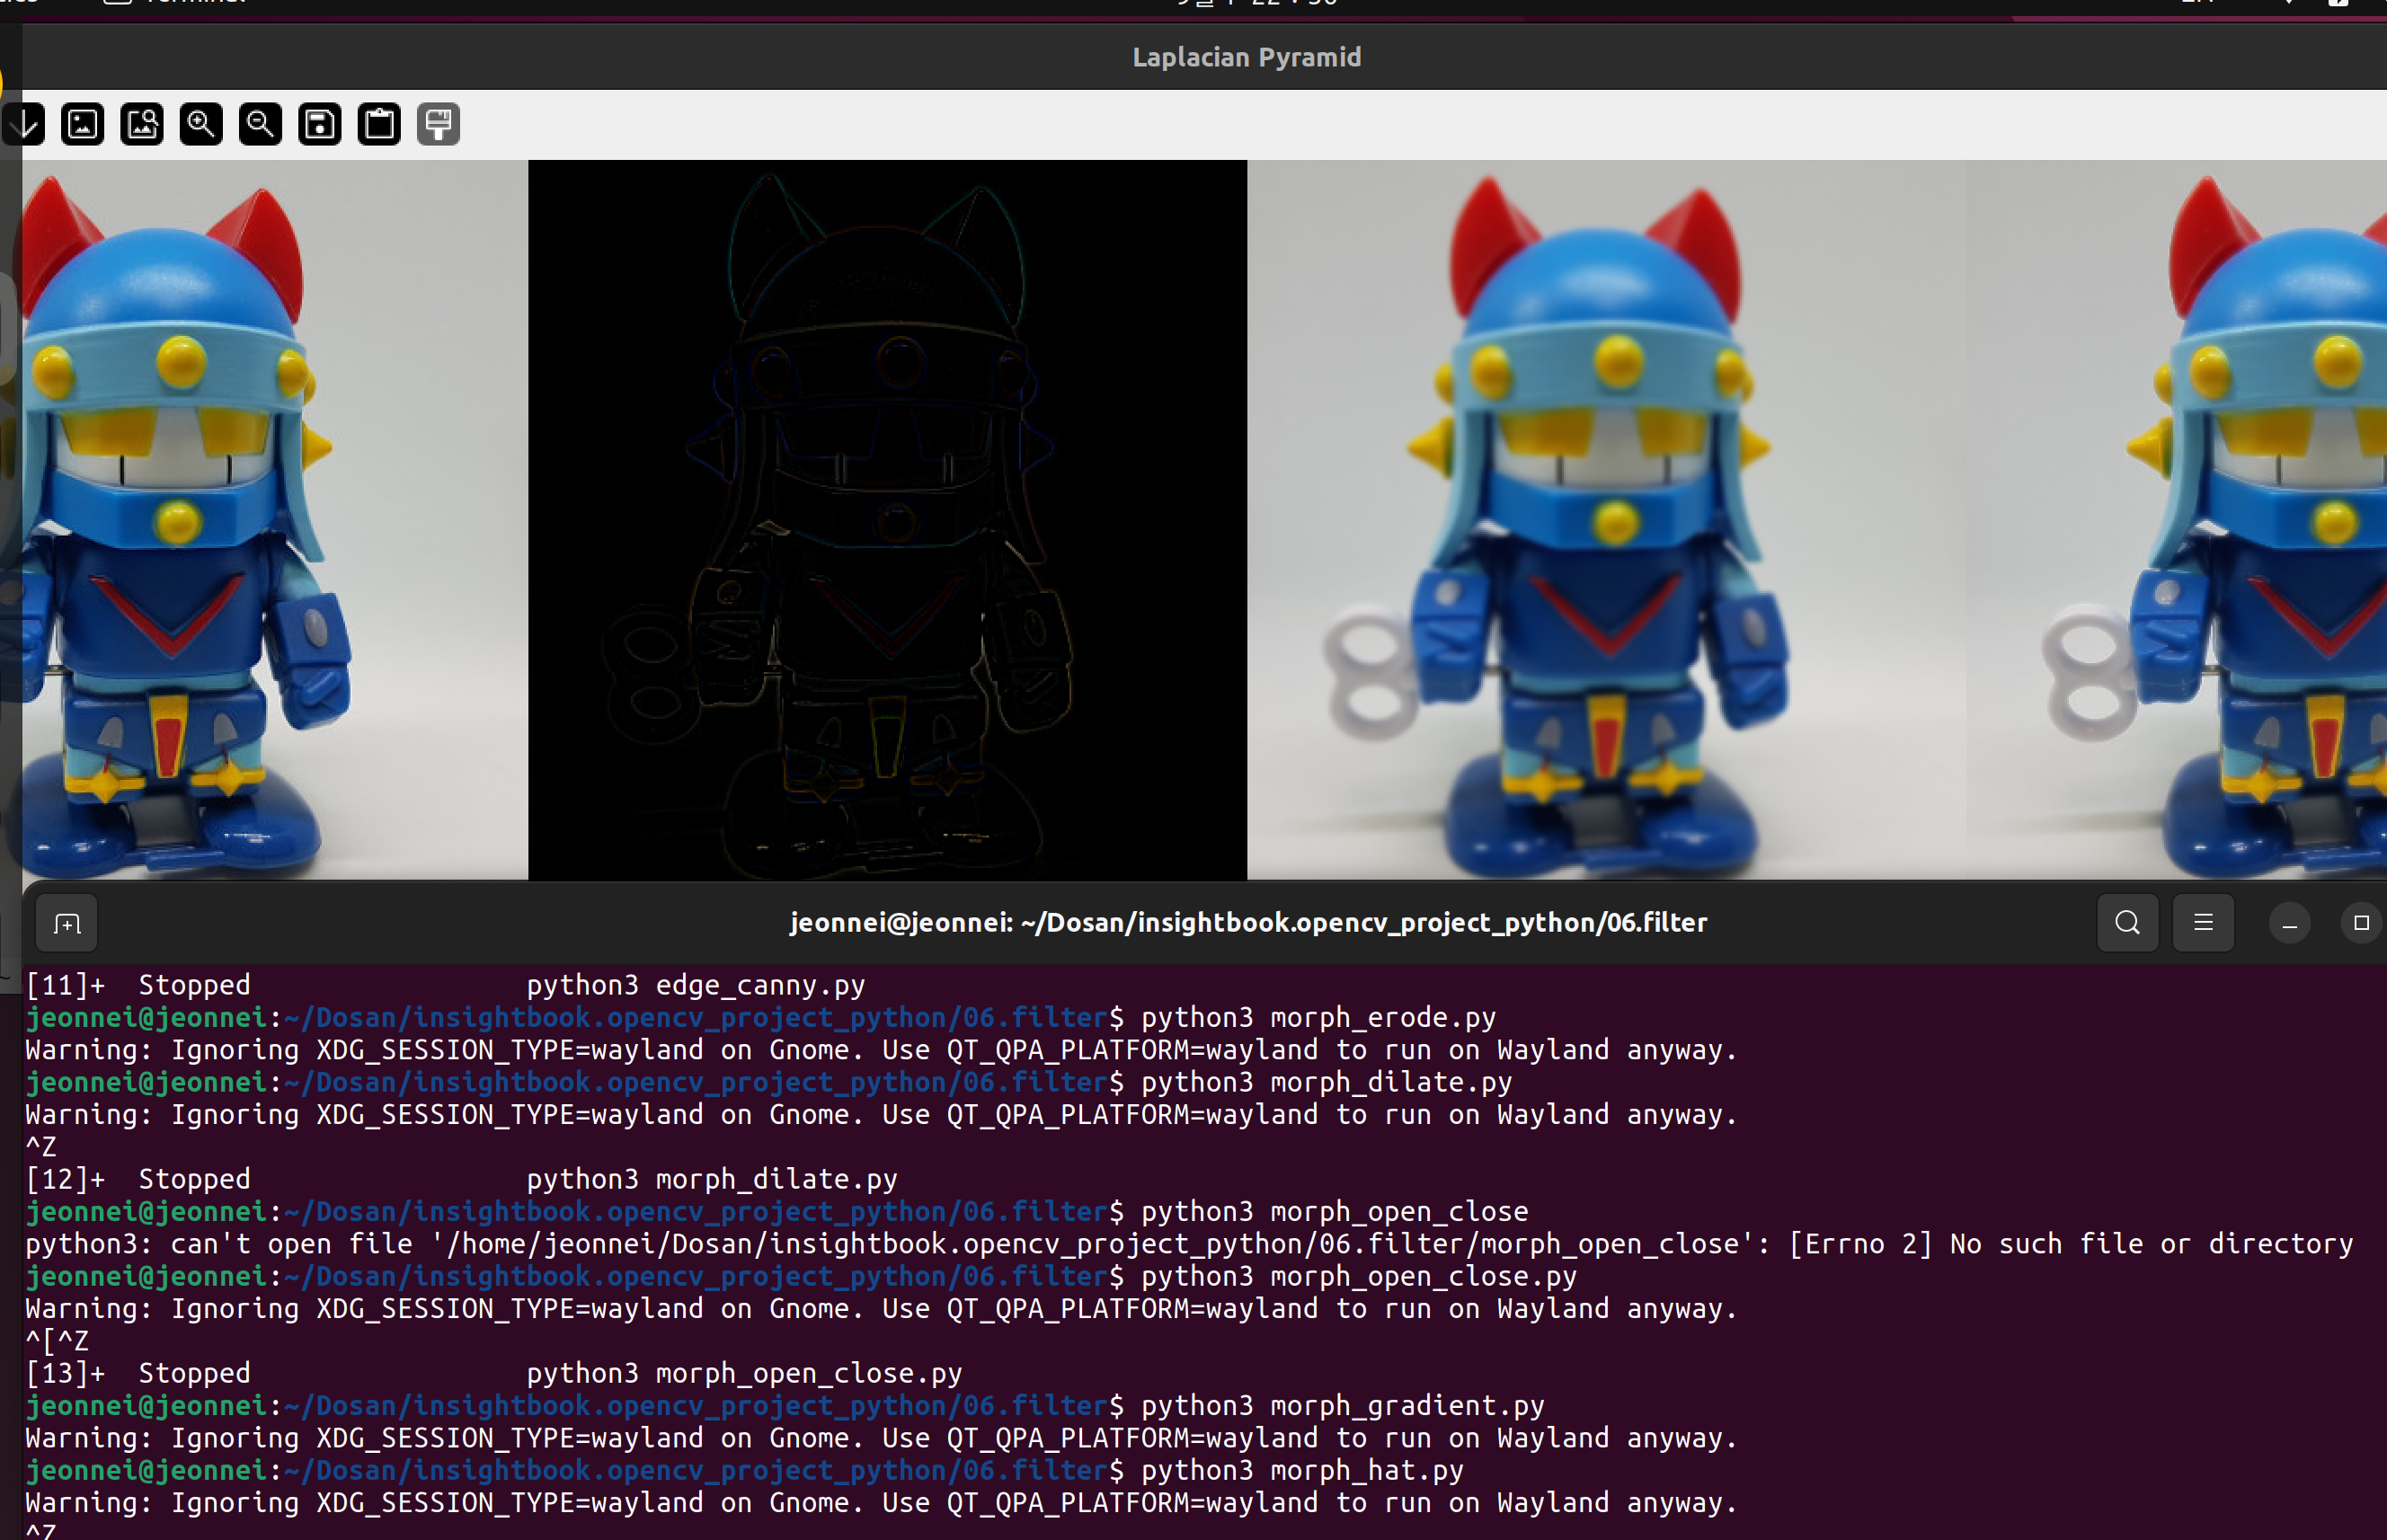 Terminal
22 : 56
Laplacian Pyramid
jeonnei@jeonnei: ~/Dosan/insightbook.opencv_project_python/06.filter
[11]+  Stopped                 python3 edge_canny.py
jeonnei@jeonnei:~/Dosan/insightbook.opencv_project_python/06.filter$ python3 morph_erode.py
Warning: Ignoring XDG_SESSION_TYPE=wayland on Gnome. Use QT_QPA_PLATFORM=wayland to run on Wayland anyway.
jeonnei@jeonnei:~/Dosan/insightbook.opencv_project_python/06.filter$ python3 morph_dilate.py
Warning: Ignoring XDG_SESSION_TYPE=wayland on Gnome. Use QT_QPA_PLATFORM=wayland to run on Wayland anyway.
^Z
[12]+  Stopped                 python3 morph_dilate.py
jeonnei@jeonnei:~/Dosan/insightbook.opencv_project_python/06.filter$ python3 morph_open_close
python3: can't open file '/home/jeonnei/Dosan/insightbook.opencv_project_python/06.filter/morph_open_close': [Errno 2] No such file or directory
jeonnei@jeonnei:~/Dosan/insightbook.opencv_project_python/06.filter$ python3 morph_open_close.py
Warning: Ignoring XDG_SESSION_TYPE=wayland on Gnome. Use QT_QPA_PLATFORM=wayland to run on Wayland anyway.
^[^Z
[13]+  Stopped                 python3 morph_open_close.py
jeonnei@jeonnei:~/Dosan/insightbook.opencv_project_python/06.filter$ python3 morph_gradient.py
Warning: Ignoring XDG_SESSION_TYPE=wayland on Gnome. Use QT_QPA_PLATFORM=wayland to run on Wayland anyway.
jeonnei@jeonnei:~/Dosan/insightbook.opencv_project_python/06.filter$ python3 morph_hat.py
Warning: Ignoring XDG_SESSION_TYPE=wayland on Gnome. Use QT_QPA_PLATFORM=wayland to run on Wayland anyway.
^Z